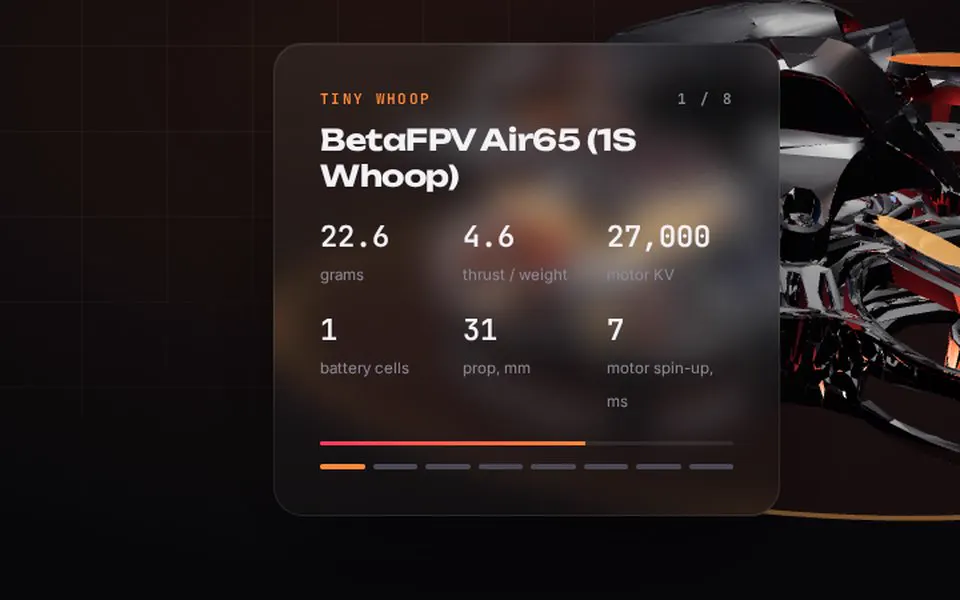 TINY WHOOP
1 / 8
BetaFPV Air65 (1S
Whoop)
22.6
4.6
27,000
grams
thrust / weight
motor KV
1
31
7
battery cells
prop, mm
motor spin-up,
ms